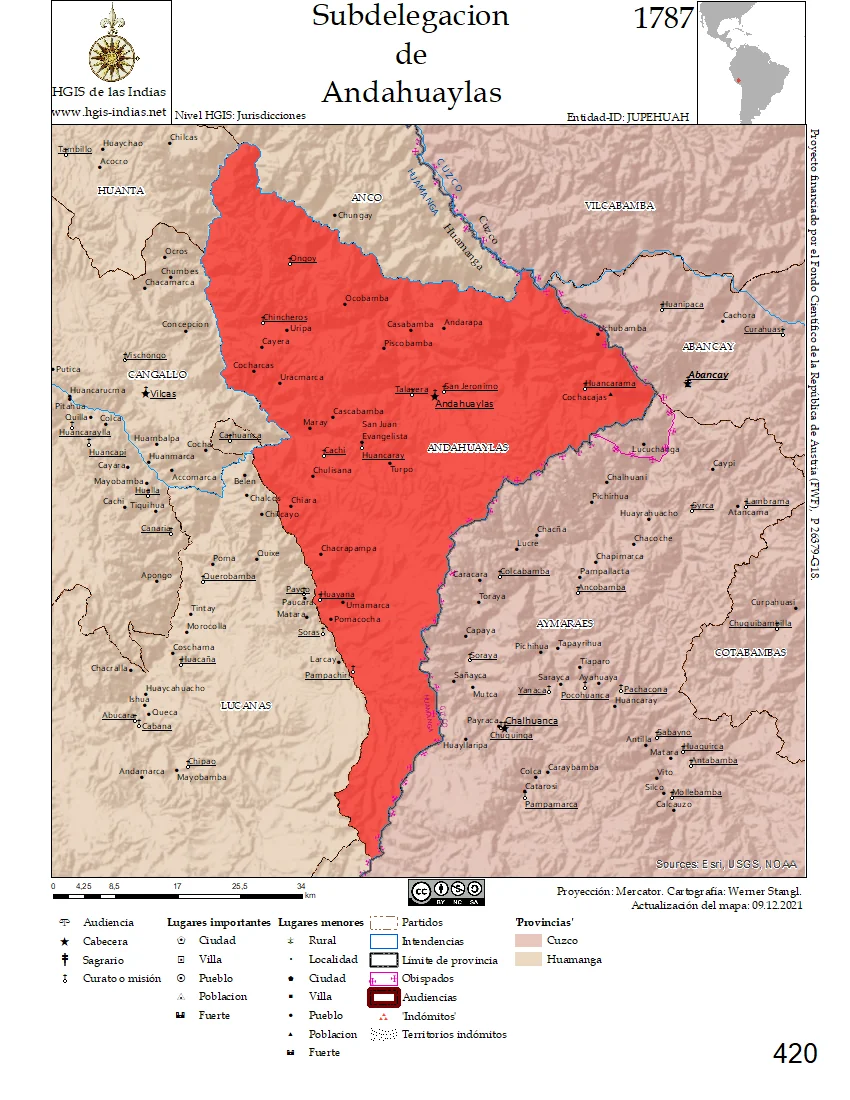 Subdelegacion
de
Andahuaylas
1787
HGIS de las Indias
www.hgis-indias.net
Nivel HGIS: Jurisdicciones
Entidad-ID: JUPEHUAH
Proyecto financiado por el Fondo Científico de la República de Austria (FWF), P 26379-G18.
Tambillo
Huaychao
Chilcas
Acocro
HUANTA
ANCO
Chungay
CUZCO
HUAMANGA
Cuzco
Huamanga
VILCABAMBA
Ocros
Chumbes
Chacamarca
Ongoy
Ocobamba
Huanipaca
Cachora
Curahuasi
Concepcion
Chincheros
Uripa
Cayera
Casabamba
Andarapa
Piscobamba
Uchubamba
ABANCAY
Abancay
Vischongo
Putica
CANGALLO
Cocharcas
Uracmarca
Vilcas
Huancarucma
Pitahua
Talavera
San Jeronimo
Andahuaylas
Huancarama
Cochacajas
Quilla
Colca
Huancaraylla
Huambalpa
Cocha
Cahuanca
Maray
Cascabamba
San Juan
Evangelista
ANDAHUAYLAS
Lucuchanga
Huancapi
Huanmarca
Cayara
Cachi
Huancaray
Turpo
Chulisana
Caypi
Accomarca
Belen
Mayobamba
Hualla
Chalcos
Chiara
Chalhuani
Pichirhua
Cachi
Tiquihua
Chilcayo
Huayrahuacho
Syrca
Lambrama
Atancama
Canaria
Chacña
Lucre
Chacoche
Chacrapampa
Poma
Quixe
Chapimarca
Apongo
Querobamba
Caracara
Colcabamba
Pampallacta
Ancobamba
Payco
Paucara
Huayana
Umamarca
Toraya
Curpahuasi
Tintay
Matara
Pomacocha
Morocolla
Soras
Capaya
AYMARAES
Chuquibambilla
Coschama
Huacaña
Larcay
Pampachiri
Pichihua
Tapayrihua
COTABAMBAS
Chacralla
Soraya
Tiaparo
Sañayca
Sarayca
Ayahuaya
Huaycahuacho
Mutca
Yanaca
Pocohuanca
Pachacona
Huancaray
Ishua
Queca
LUCANAS
HUAMANGA
CUZCO
Abucara
Cabana
Payraca
Chalhuanca
Chuquinga
Huayllaripa
Antilla
Sabayno
Matara
Huaquirca
Antabamba
Chipao
Andamarca
Mayobamba
Colca
Caraybamba
Vito
Catarosi
Silco
Mollebamba
Pampamarca
Calcauzo
Sources: Esri, USGS, NOAA
0 4,25 8,5 17 25,5 34
km
CC BY NC SA
Proyección: Mercator. Cartografía: Werner Stangl.
Actualización del mapa: 09.12.2021
Audiencia
Cabecera
Sagrario
Curato o misión
Lugares importantes
Ciudad
Villa
Pueblo
Poblacion
Fuerte
Lugares menores
Rural
Localidad
Ciudad
Villa
Pueblo
Poblacion
Fuerte
Partidos
Intendencias
Límite de provincia
Obispados
Audiencias
'Indómitos'
Territorios indómitos
'Provincias'
Cuzco
Huamanga
420